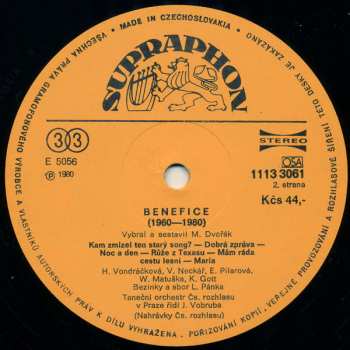 VŠECHNA PRÁVA GRAMOFONOVÉHO VÝROBCE A VLASTNÍKŮ AUTORSKÝCH PRÁV K DÍLU VYHRAŽENA. POŘIZOVÁNÍ KOPIÍ, VEŘEJNÉ PROVOZOVÁNÍ A ROZHLASOVÉ ŠÍŘENÍ TÉTO DESKY JE ZAKÁZÁNO • MADE IN CZECHOSLOVAKIA •
SUPRAPHON
33
STEREO
E 5056
OSA
℗ 1980
1113 3061
2. strana
Kčs 44,-
BENEFICE
(1960—1980)
Vybral a sestavil M. Dvořák
Kam zmizel ten starý song? — Dobrá zpráva —
Noc a den — Růže z Texasu — Mám ráda
cestu lesní — Maria
H. Vondráčková, V. Neckář, E. Pilarová,
W. Matuška, K. Gott
Bezinky a sbor L. Pánka
Taneční orchestr Čs. rozhlasu
v Praze řídí J. Vobruba
(Nahrávky Čs. rozhlasu)